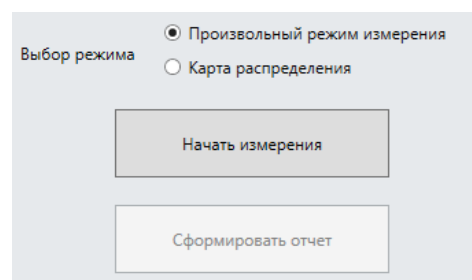 Произвольный режим измерения
Выбор режима
Карта распределения
Начать измерения
Сформировать отчет